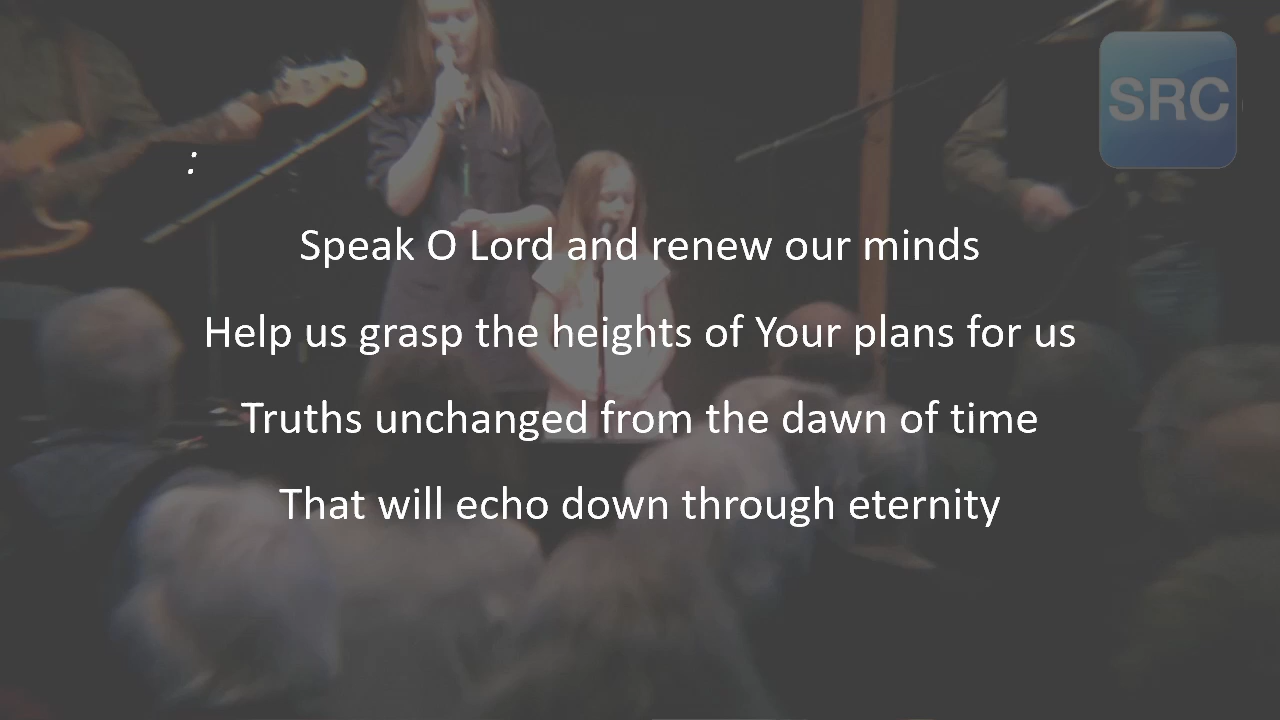 SRC
:
Speak O Lord and renew our minds
Help us grasp the heights of Your plans for us
Truths unchanged from the dawn of time
That will echo down through eternity